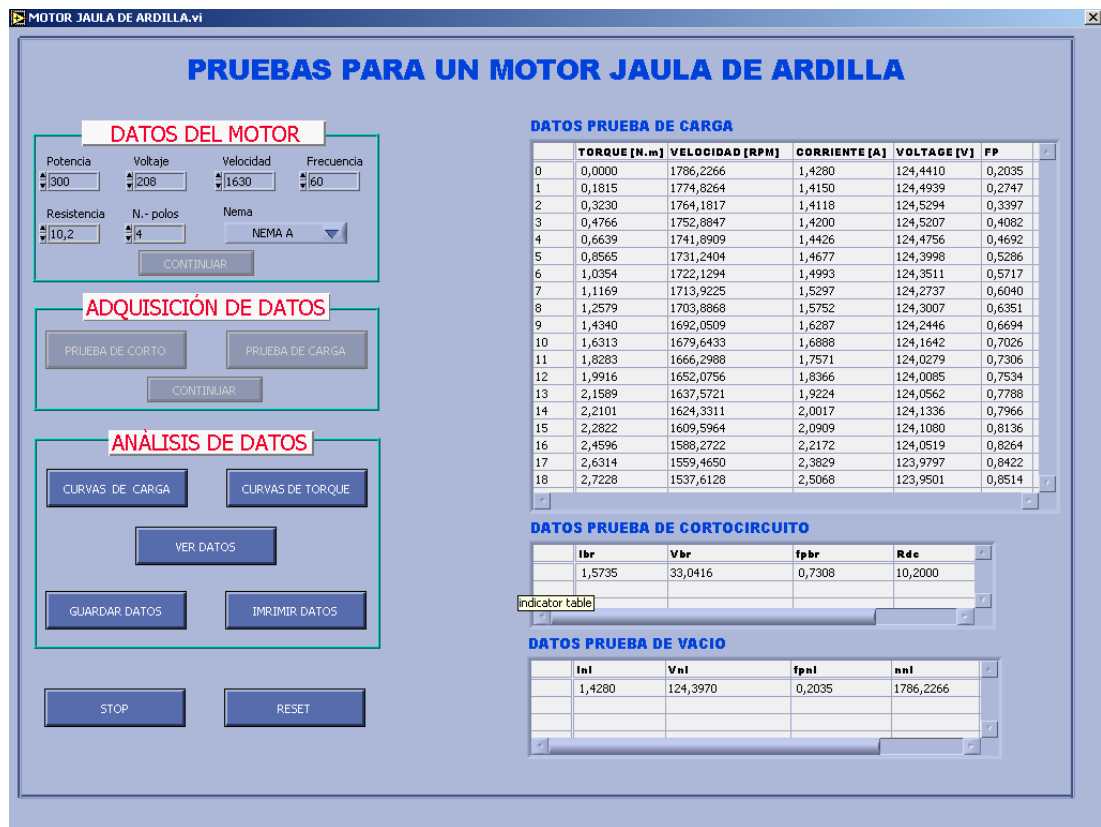 MOTOR JAULA DE ARDILLA.vi
PRUEBAS PARA UN MOTOR JAULA DE ARDILLA
DATOS DEL MOTOR
Potencia Voltaje Velocidad Frecuencia
300 208 1630 60
Resistencia N.- polos Nema
10,2 4 NEMA A
CONTINUAR
ADQUISICIÓN DE DATOS
PRUEBA DE CORTO PRUEBA DE CARGA
CONTINUAR
ANÀLISIS DE DATOS
CURVAS DE CARGA CURVAS DE TORQUE
VER DATOS
GUARDAR DATOS IMRIMIR DATOS
STOP RESET
DATOS PRUEBA DE CARGA
TORQUE [N.m] VELOCIDAD [RPM] CORRIENTE [A] VOLTAGE [V] FP
0 0,0000 1786,2266 1,4280 124,4410 0,2035
1 0,1815 1774,8264 1,4150 124,4939 0,2747
2 0,3230 1764,1817 1,4118 124,5294 0,3397
3 0,4766 1752,8847 1,4200 124,5207 0,4082
4 0,6639 1741,8909 1,4426 124,4756 0,4692
5 0,8565 1731,2404 1,4677 124,3998 0,5286
6 1,0354 1722,1294 1,4993 124,3511 0,5717
7 1,1169 1713,9225 1,5297 124,2737 0,6040
8 1,2579 1703,8868 1,5752 124,3007 0,6351
9 1,4340 1692,0509 1,6287 124,2446 0,6694
10 1,6313 1679,6433 1,6888 124,1642 0,7026
11 1,8283 1666,2988 1,7571 124,0279 0,7306
12 1,9916 1652,0756 1,8366 124,0085 0,7534
13 2,1589 1637,5721 1,9224 124,0562 0,7788
14 2,2101 1624,3311 2,0017 124,1336 0,7966
15 2,2822 1609,5964 2,0909 124,1080 0,8136
16 2,4596 1588,2722 2,2172 124,0519 0,8264
17 2,6314 1559,4650 2,3829 123,9797 0,8422
18 2,7228 1537,6128 2,5068 123,9501 0,8514
DATOS PRUEBA DE CORTOCIRCUITO
Ibr Vbr fpbr Rdc
1,5735 33,0416 0,7308 10,2000
indicator table
DATOS PRUEBA DE VACIO
Inl Vnl fpnl nnl
1,4280 124,3970 0,2035 1786,2266